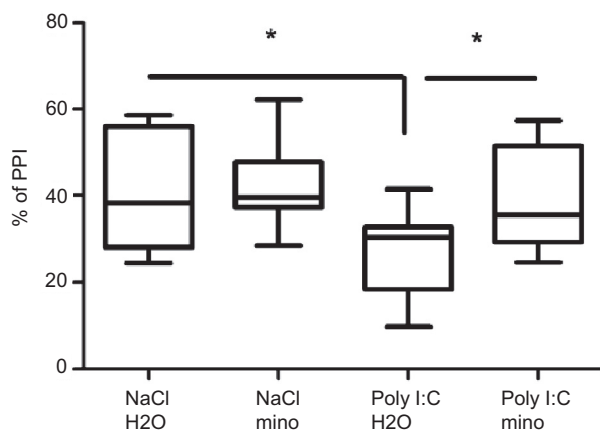 80
*
*
60
% of PPI
40
20
0
NaCl
H2O
NaCl
mino
Poly I:C
H2O
Poly I:C
mino